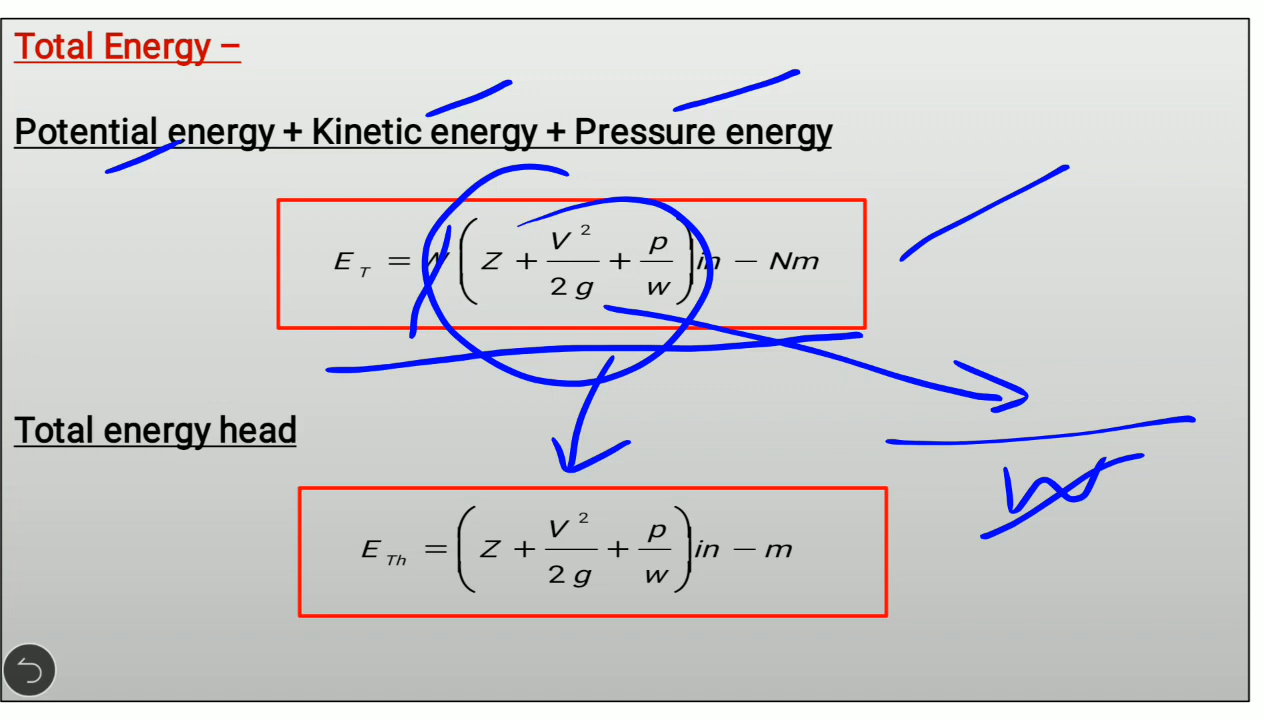 Total Energy –
Potential energy + Kinetic energy + Pressure energy
E_T = W ( Z + V²/2g + p/w ) in – Nm
Total energy head
E_Th = ( Z + V²/2g + p/w ) in – m